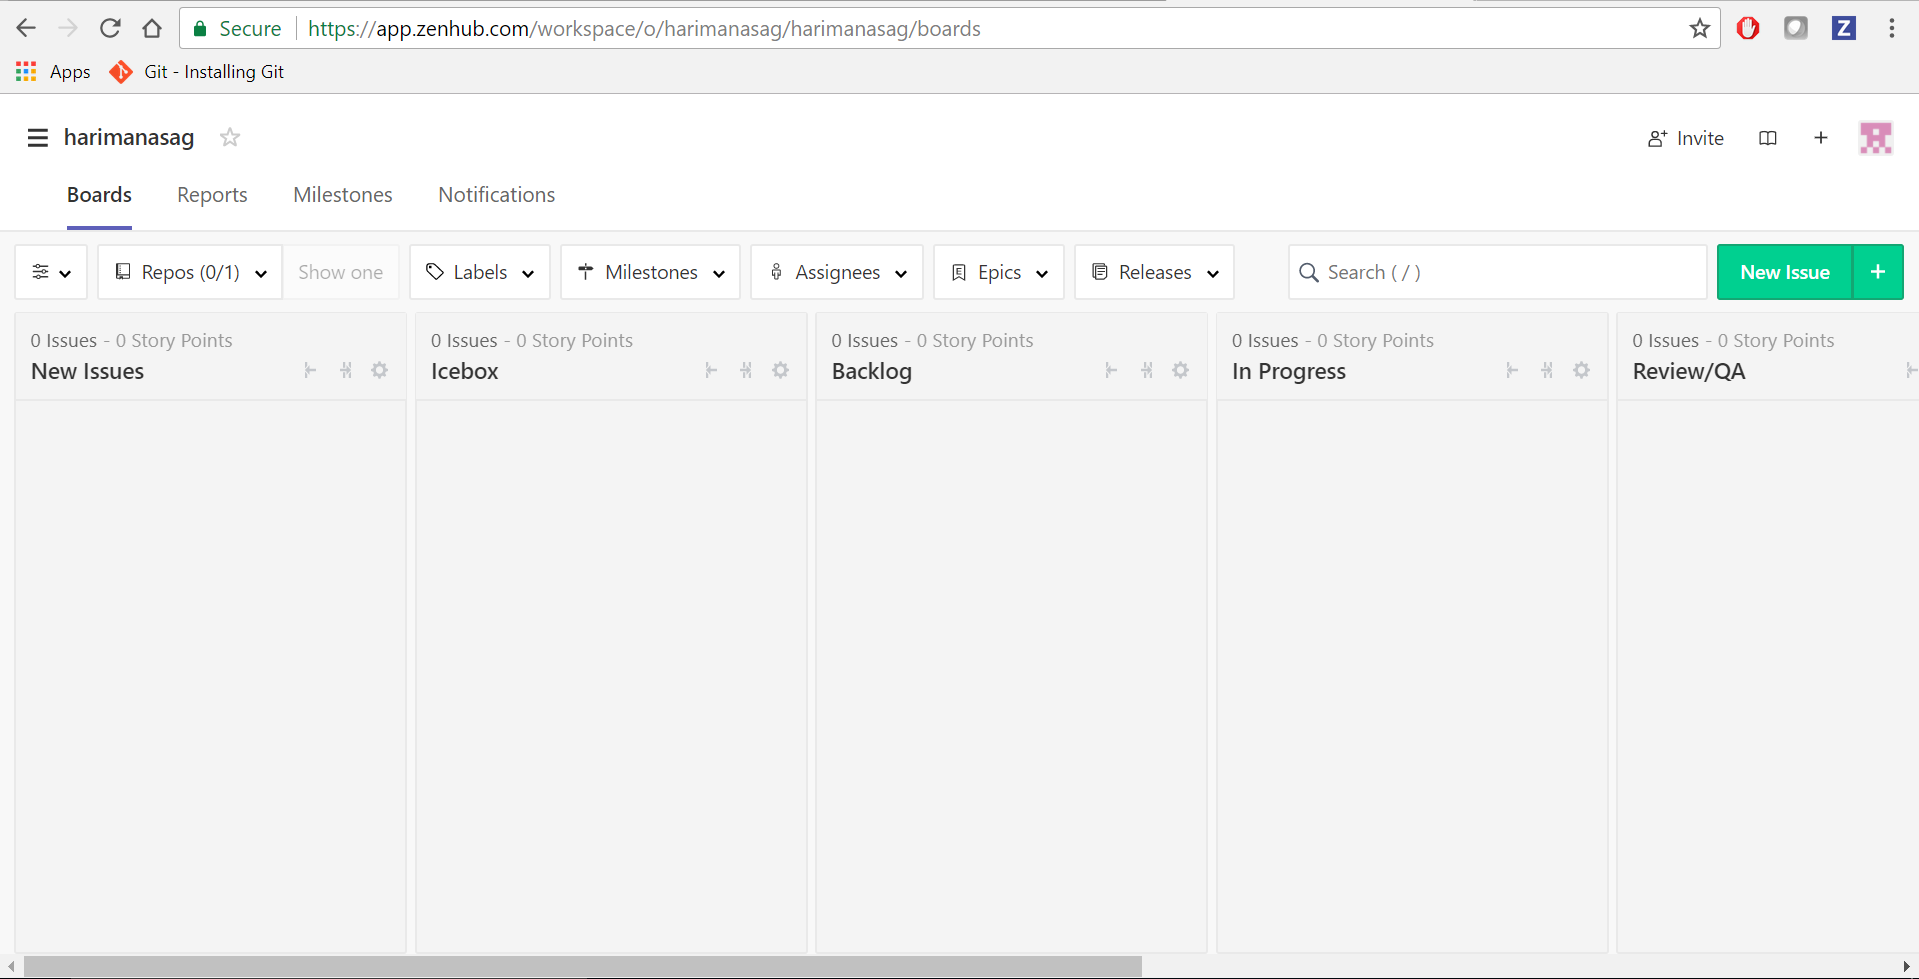 Secure https://app.zenhub.com/workspace/o/harimanasag/harimanasag/boards
Z
Apps Git - Installing Git
harimanasag Invite
Boards Reports Milestones Notifications
Repos (0/1) Show one Labels Milestones Assignees Epics Releases Search ( / ) New Issue +
0 Issues - 0 Story Points
New Issues
0 Issues - 0 Story Points
Icebox
0 Issues - 0 Story Points
Backlog
0 Issues - 0 Story Points
In Progress
0 Issues - 0 Story Points
Review/QA